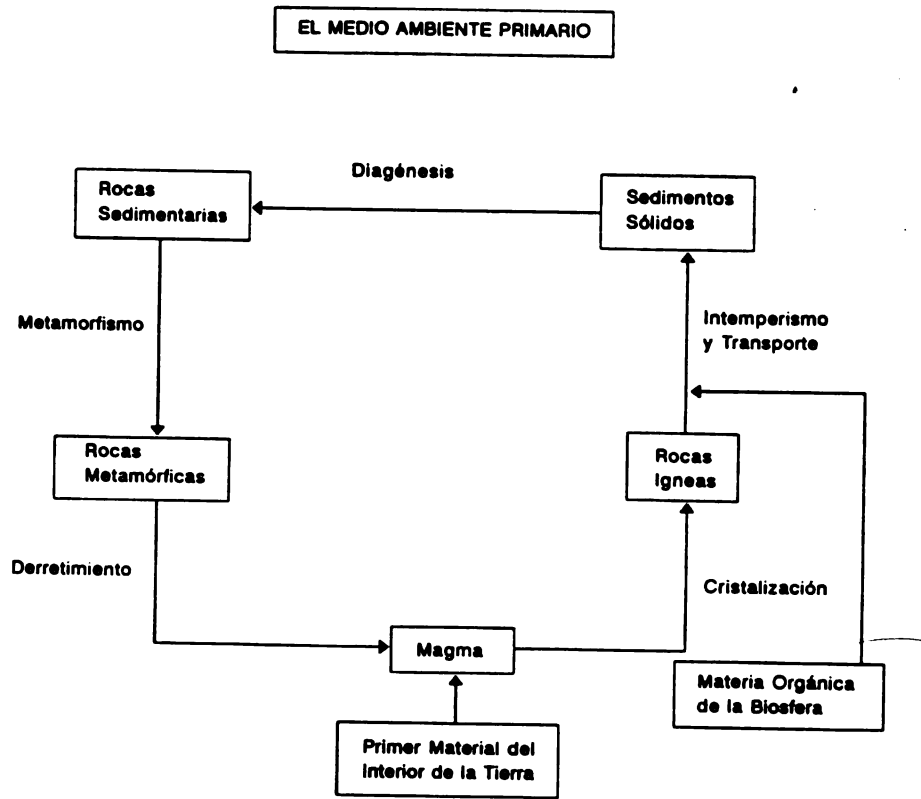 EL MEDIO AMBIENTE PRIMARIO
Diagénesis
Rocas
Sedimentarias
Sedimentos
Sólidos
Metamorfismo
Intemperismo
y Transporte
Rocas
Metamórficas
Rocas
Igneas
Derretimiento
Cristalización
Magma
Materia Orgánica
de la Biosfera
Primer Material del
Interior de la Tierra